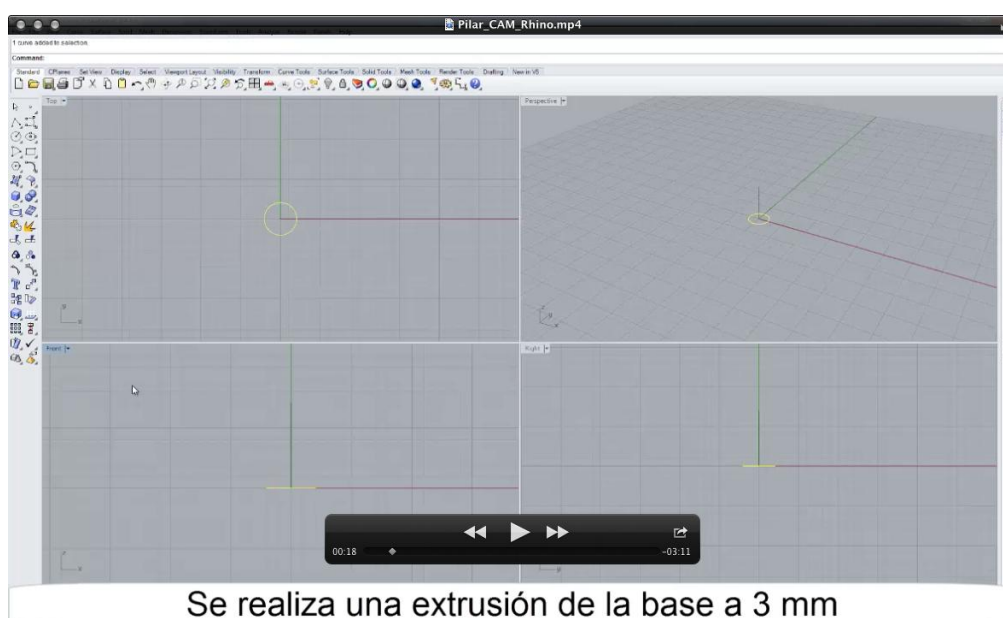 Pilar_CAM_Rhino.mp4
1 curve added to selection.
Command:
Standard CPlanes Set View Display Select Viewport Layout Visibility Transform Curve Tools Surface Tools Solid Tools Mesh Tools Render Tools Drafting New in V5
Top
Perspective
Front
Right
00:18
-03:11
Se realiza una extrusión de la base a 3 mm